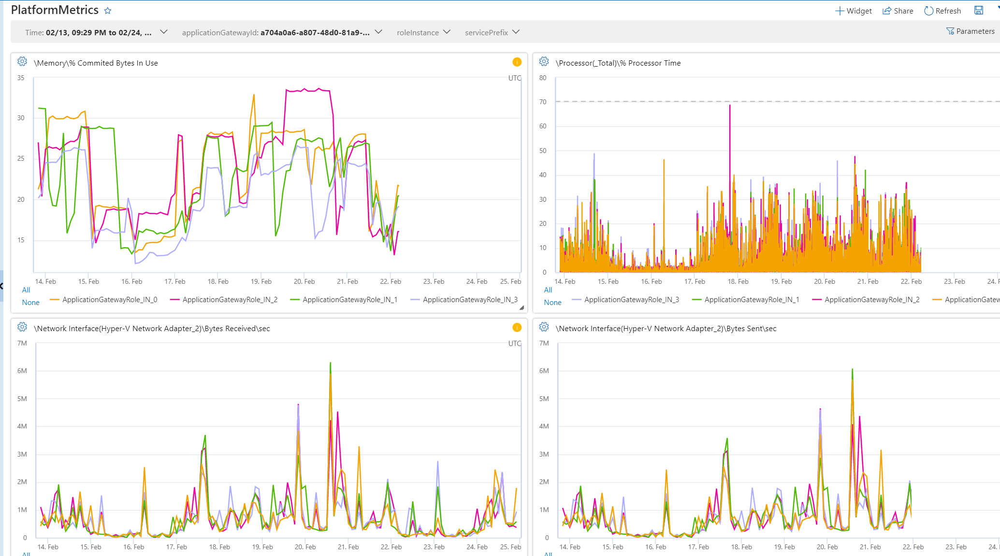 PlatformMetrics
Widget Share Refresh
Time: 02/13, 09:29 PM to 02/24, ... applicationGatewayId: a704a0a6-a807-48d0-81a9-... roleInstance servicePrefix Parameters
\Memory\% Commited Bytes In Use
UTC
35
30
25
20
15
14. Feb 15. Feb 16. Feb 17. Feb 18. Feb 19. Feb 20. Feb 21. Feb 22. Feb 23. Feb 24. Feb 25. Feb
All
None
ApplicationGatewayRole_IN_0 ApplicationGatewayRole_IN_2 ApplicationGatewayRole_IN_1 ApplicationGatewayRole_IN_3
\Processor(_Total)\% Processor Time
80
70
60
50
40
30
20
10
0
14. Feb 15. Feb 16. Feb 17. Feb 18. Feb 19. Feb 20. Feb 21. Feb 22. Feb 23. Feb 24. F
All
None
ApplicationGatewayRole_IN_3 ApplicationGatewayRole_IN_1 ApplicationGatewayRole_IN_2 ApplicationGatew
\Network Interface(Hyper-V Network Adapter_2)\Bytes Received\sec
UTC
7M
6M
5M
4M
3M
2M
1M
0
14. Feb 15. Feb 16. Feb 17. Feb 18. Feb 19. Feb 20. Feb 21. Feb 22. Feb 23. Feb 24. Feb 25. Feb
All
\Network Interface(Hyper-V Network Adapter_2)\Bytes Sent\sec
7M
6M
5M
4M
3M
2M
1M
0
14. Feb 15. Feb 16. Feb 17. Feb 18. Feb 19. Feb 20. Feb 21. Feb 22. Feb 23. Feb 24.
All